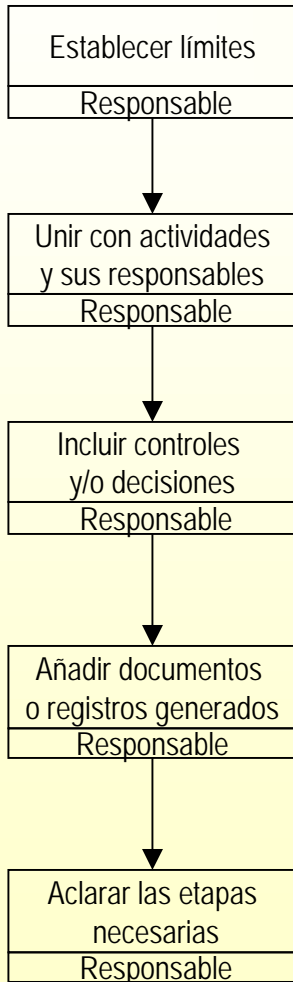 Establecer límites
Responsable
Unir con actividades
y sus responsables
Responsable
Incluir controles
y/o decisiones
Responsable
Añadir documentos
o registros generados
Responsable
Aclarar las etapas
necesarias
Responsable